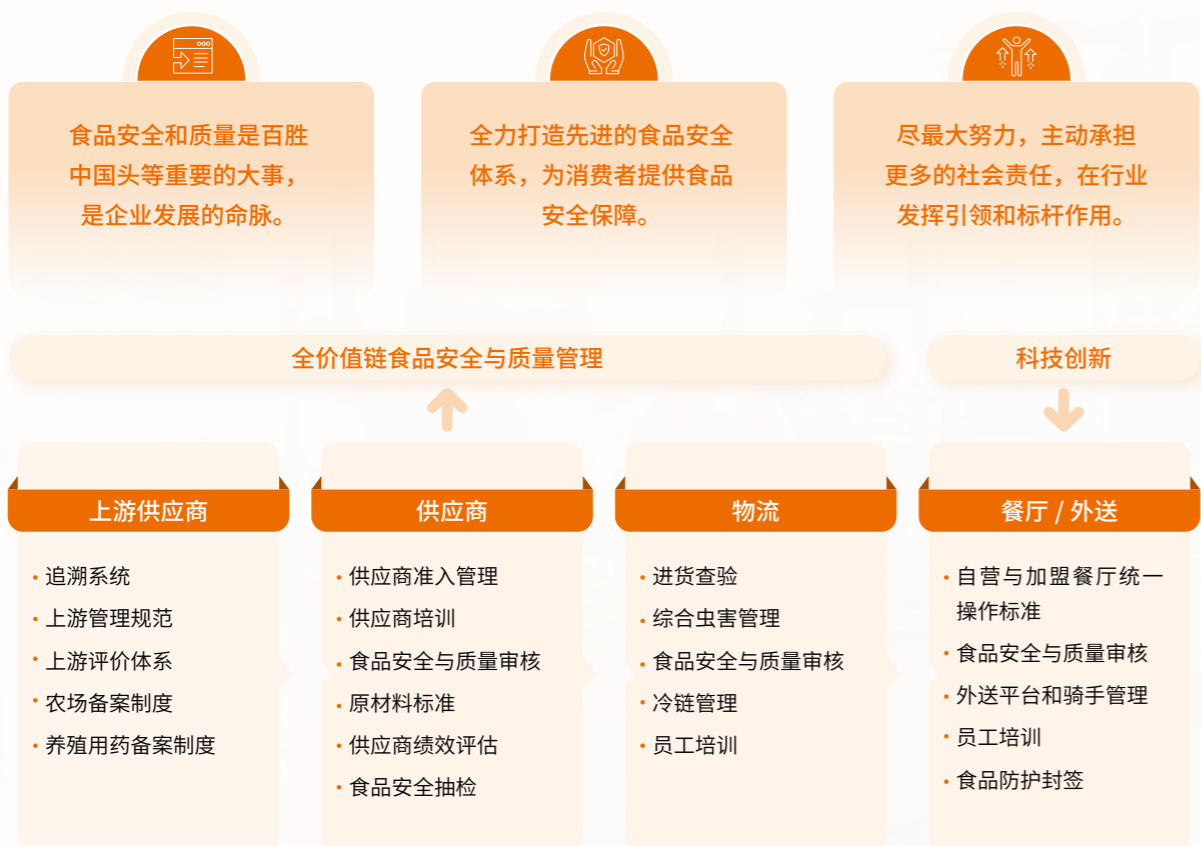 食品安全和质量是百胜
中国头等重要的大事，
是企业发展的命脉。
全力打造先进的食品安全
体系，为消费者提供食品
安全保障。
尽最大努力，主动承担
更多的社会责任，在行业
发挥引领和标杆作用。
全价值链食品安全与质量管理
科技创新
上游供应商
· 追溯系统
· 上游管理规范
· 上游评价体系
· 农场备案制度
· 养殖用药备案制度
供应商
· 供应商准入管理
· 供应商培训
· 食品安全与质量审核
· 原材料标准
· 供应商绩效评估
· 食品安全抽检
物流
· 进货查验
· 综合虫害管理
· 食品安全与质量审核
· 冷链管理
· 员工培训
餐厅 / 外送
· 自营与加盟餐厅统一
操作标准
· 食品安全与质量审核
· 外送平台和骑手管理
· 员工培训
· 食品防护封签